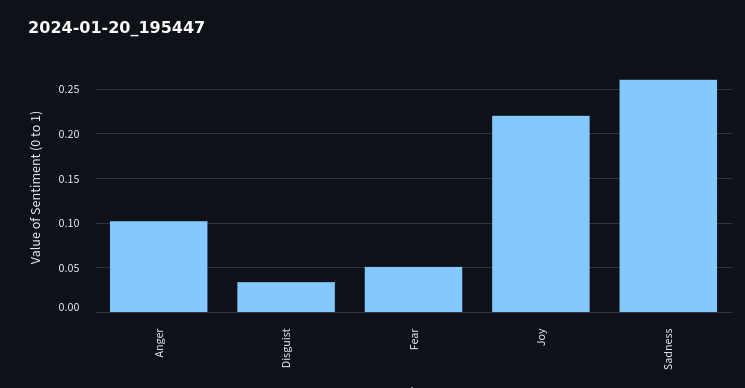 2024-01-20_195447
Value of Sentiment (0 to 1)
0.25
0.20
0.15
0.10
0.05
0.00
Anger
Disguist
Fear
Joy
Sadness